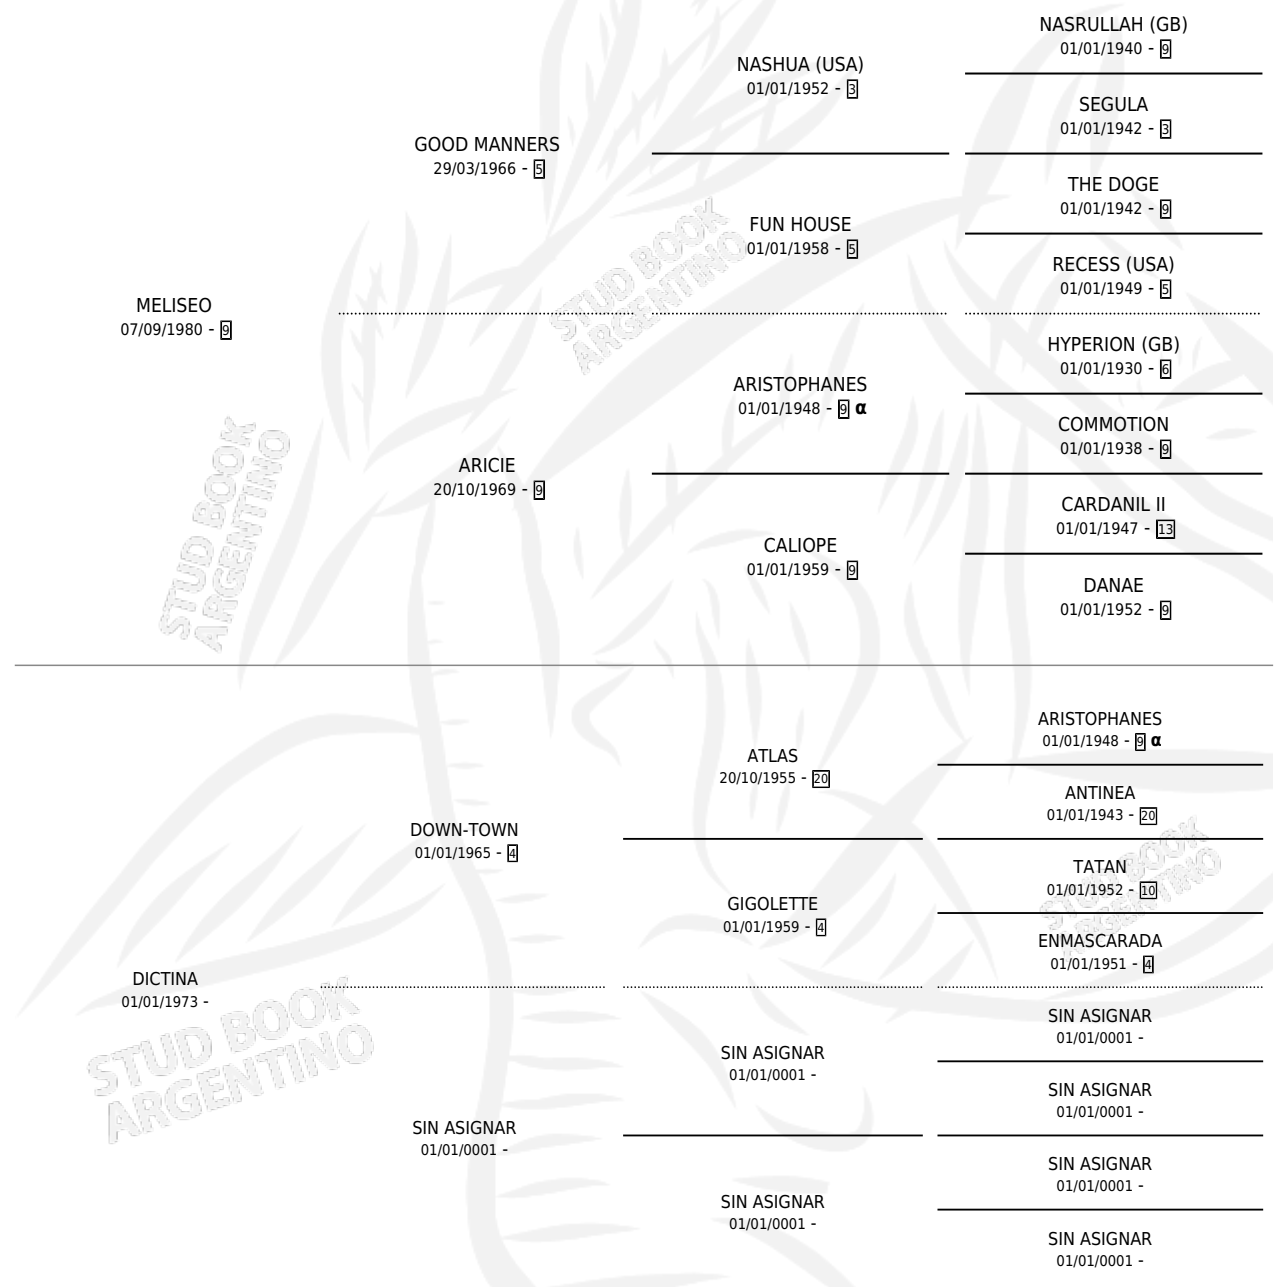 NASRULLAH (GB)
01/01/1940 - 9
NASHUA (USA)
01/01/1952 - 3
SEGULA
01/01/1942 - 3
GOOD MANNERS
29/03/1966 - 5
THE DOGE
01/01/1942 - 9
FUN HOUSE
01/01/1958 - 5
RECESS (USA)
01/01/1949 - 5
MELISEO
07/09/1980 - 9
HYPERION (GB)
01/01/1930 - 6
ARISTOPHANES
01/01/1948 - 9 α
COMMOTION
01/01/1938 - 9
ARICIE
20/10/1969 - 9
CARDANIL II
01/01/1947 - 13
CALIOPE
01/01/1959 - 9
DANAE
01/01/1952 - 9
STUD BOOK
ARGENTINO
STUD BOOK
ARGENTINO
ARISTOPHANES
01/01/1948 - 9 α
ATLAS
20/10/1955 - 20
ANTINEA
01/01/1943 - 20
DOWN-TOWN
01/01/1965 - 4
TATAN
01/01/1952 - 10
GIGOLETTE
01/01/1959 - 4
ENMASCARADA
01/01/1951 - 4
DICTINA
01/01/1973 -
SIN ASIGNAR
01/01/0001 -
SIN ASIGNAR
01/01/0001 -
SIN ASIGNAR
01/01/0001 -
SIN ASIGNAR
01/01/0001 -
SIN ASIGNAR
01/01/0001 -
SIN ASIGNAR
01/01/0001 -
SIN ASIGNAR
01/01/0001 -
STUD BOOK
ARGENTINO
STUD BOOK
ARGENTINO